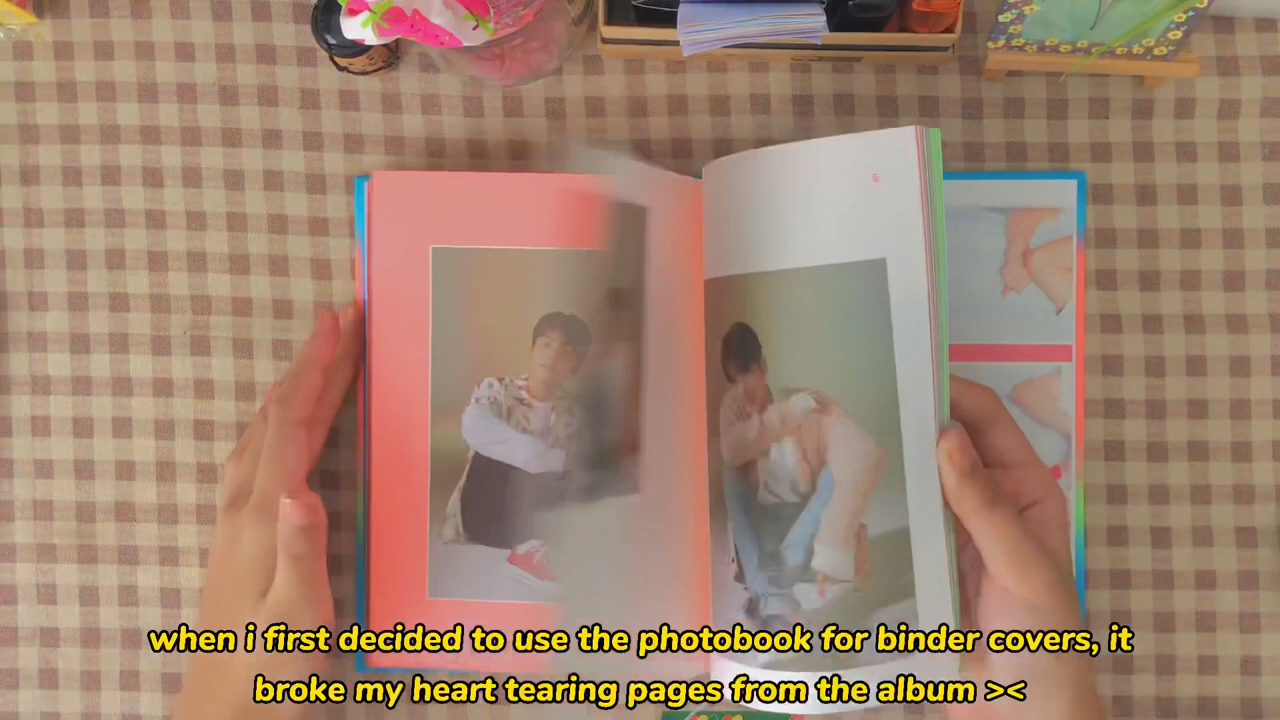 when i first decided to use the photobook for binder covers, it
broke my heart tearing pages from the album ><